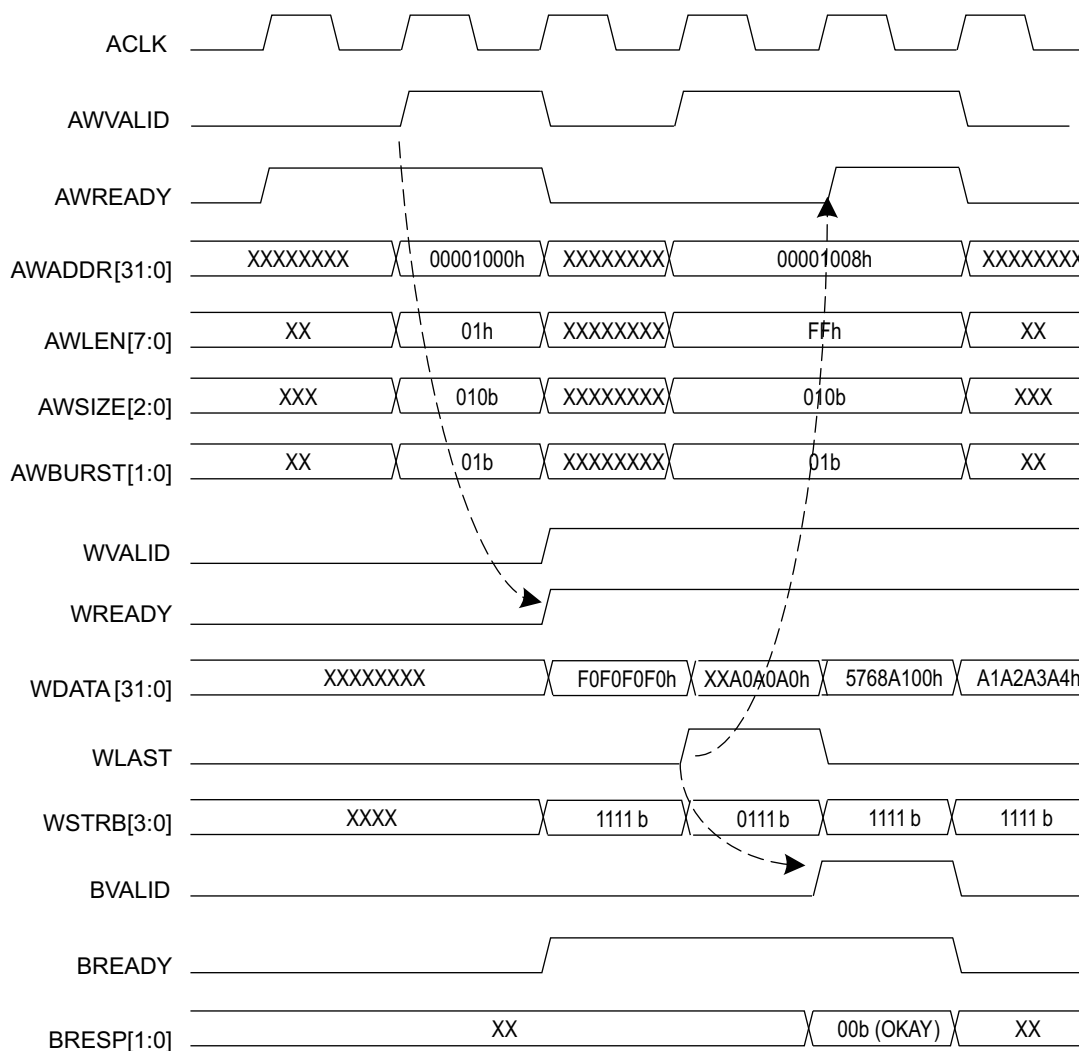 ACLK
AWVALID
AWREADY
AWADDR[31:0] XXXXXXXX 00001000h XXXXXXXX 00001008h XXXXXXXX
AWLEN[7:0] XX 01h XXXXXXXX FFh XX
AWSIZE[2:0] XXX 010b XXXXXXXX 010b XXX
AWBURST[1:0] XX 01b XXXXXXXX 01b XX
WVALID
WREADY
WDATA[31:0] XXXXXXXX F0F0F0F0h XXA0A0A0h 5768A100h A1A2A3A4h
WLAST
WSTRB[3:0] XXXX 1111 b 0111 b 1111 b 1111 b
BVALID
BREADY
BRESP[1:0] XX 00b (OKAY) XX